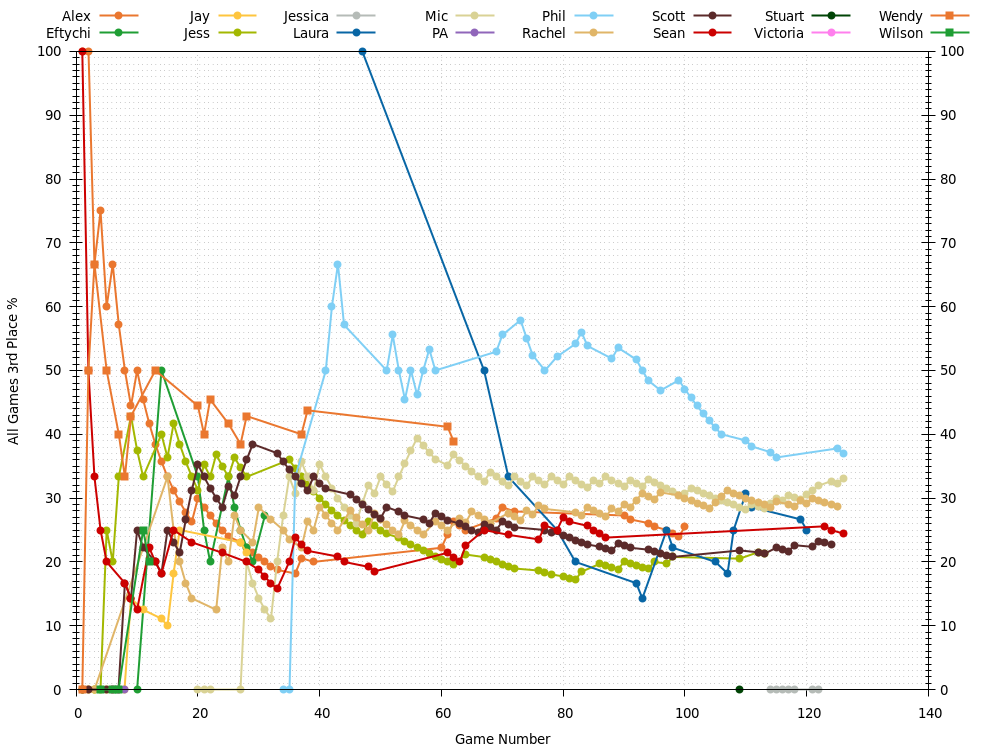 Alex Jay Jessica Mic Phil Scott Stuart Wendy
Eftychi Jess Laura PA Rachel Sean Victoria Wilson
100 100
90 90
80 80
70 70
60 60
50 50
40 40
30 30
20 20
10 10
0 0
All Games 3rd Place %
0 20 40 60 80 100 120 140
Game Number